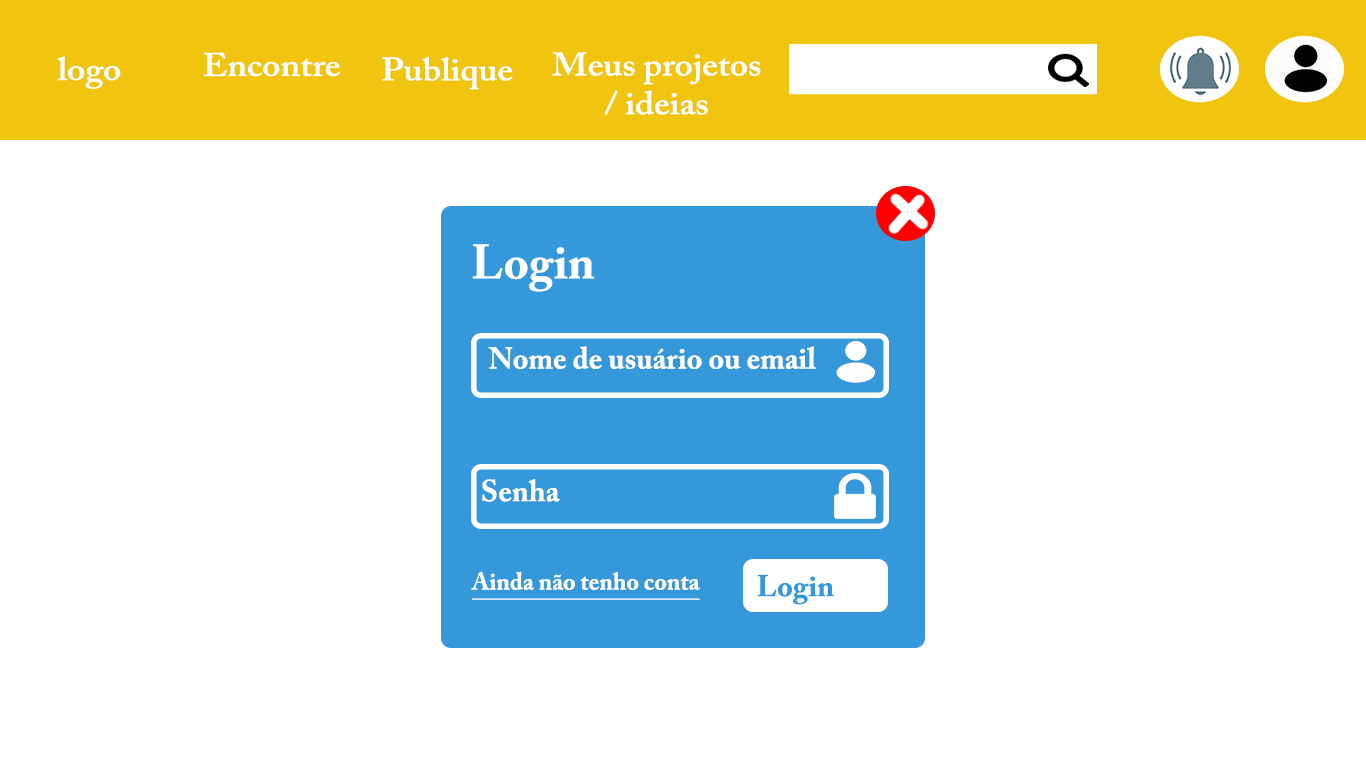 logo
Encontre
Publique
Meus projetos
/ ideias
Login
Nome de usuário ou email
Senha
Ainda não tenho conta
Login